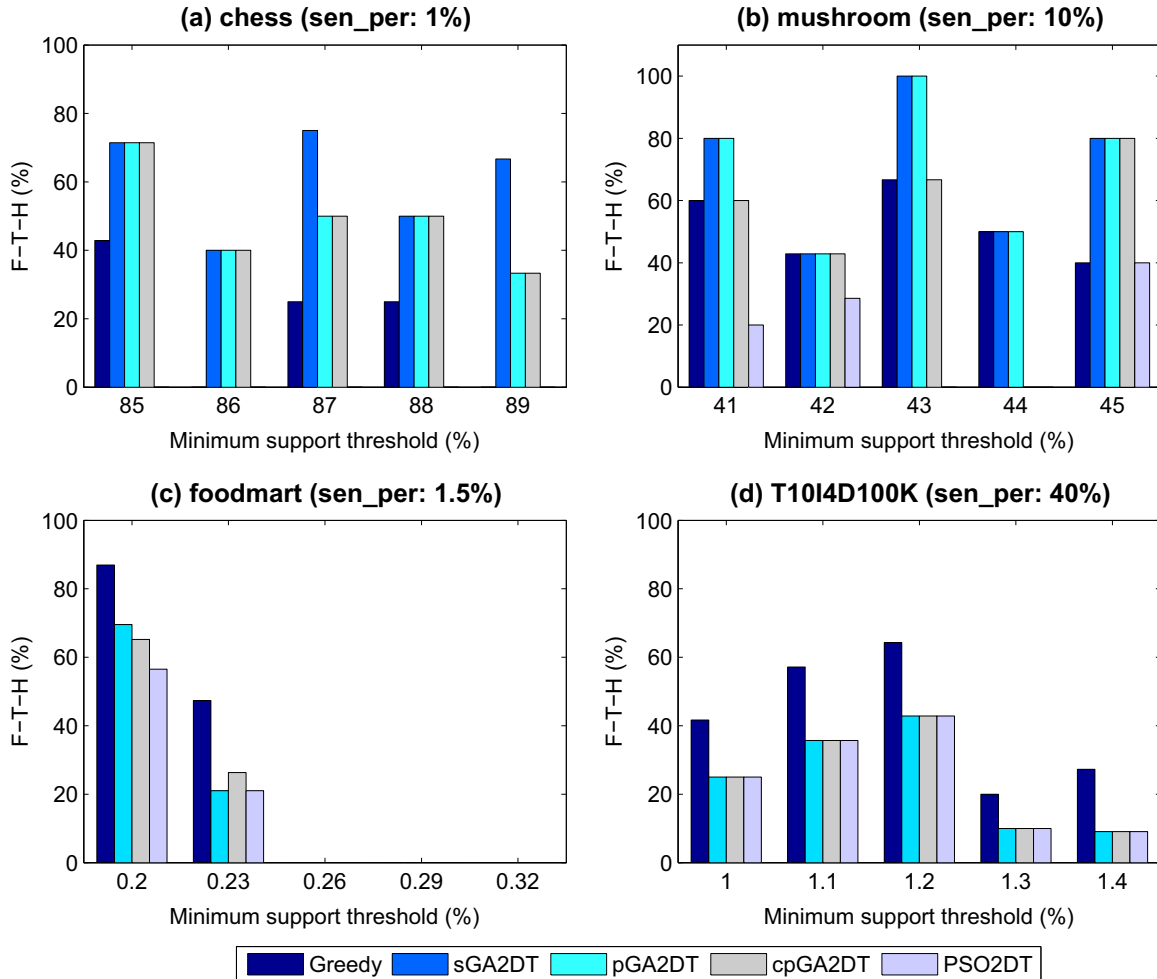 (a) chess (sen_per: 1%)
F−T−H (%)
100
80
60
40
20
0
85 86 87 88 89
Minimum support threshold (%)
(b) mushroom (sen_per: 10%)
F−T−H (%)
100
80
60
40
20
0
41 42 43 44 45
Minimum support threshold (%)
(c) foodmart (sen_per: 1.5%)
F−T−H (%)
100
80
60
40
20
0
0.2 0.23 0.26 0.29 0.32
Minimum support threshold (%)
(d) T10I4D100K (sen_per: 40%)
F−T−H (%)
100
80
60
40
20
0
1 1.1 1.2 1.3 1.4
Minimum support threshold (%)
Greedy sGA2DT pGA2DT cpGA2DT PSO2DT